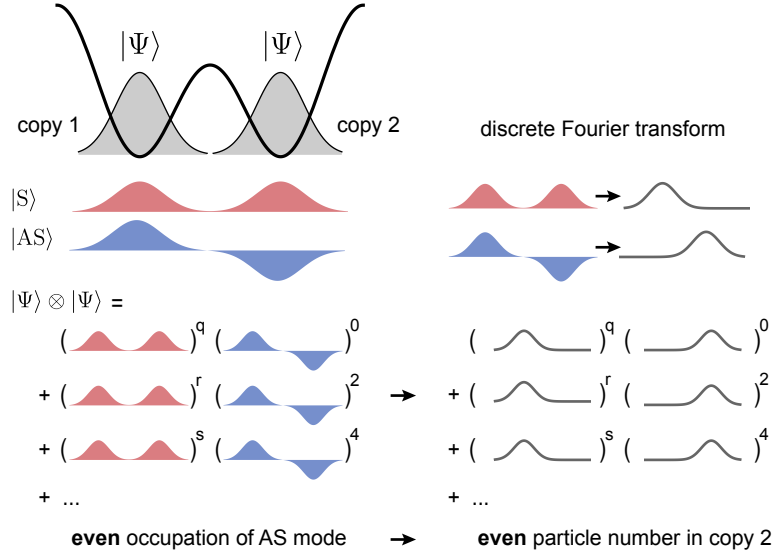 |Ψ⟩ |Ψ⟩
copy 1 copy 2 discrete Fourier transform
|S⟩
|AS⟩
|Ψ⟩ ⊗ |Ψ⟩ =
( )q ( )0 ( )q ( )0
+ ( )r ( )2 + ( )r ( )2
+ ( )s ( )4 + ( )s ( )4
+ ... + ...
even occupation of AS mode even particle number in copy 2